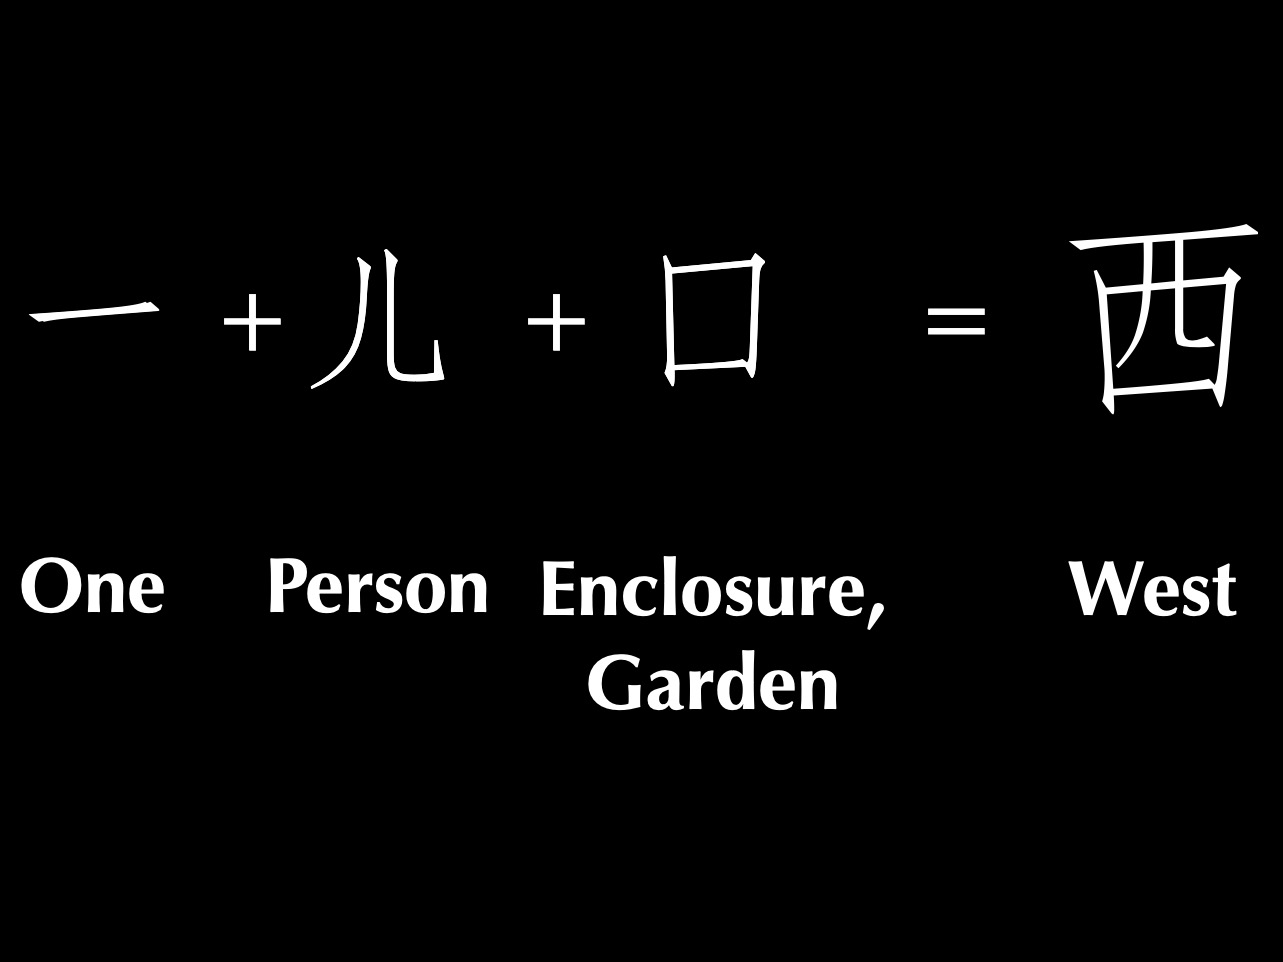 一 + 儿 + 口 = 西
One Person Enclosure, West
Garden